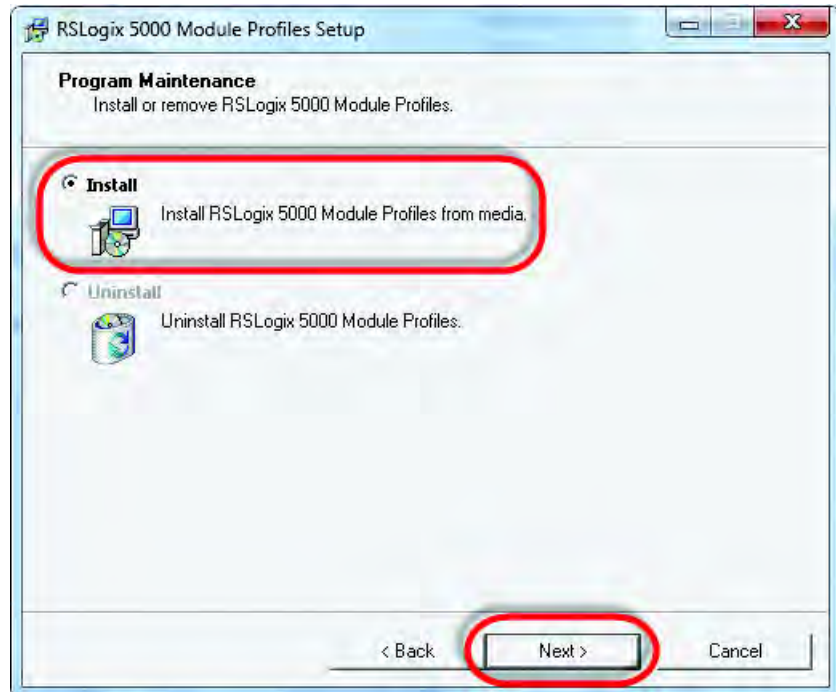 RSLogix 5000 Module Profiles Setup
Program Maintenance
Install or remove RSLogix 5000 Module Profiles.
Install
Install RSLogix 5000 Module Profiles from media.
Uninstall
Uninstall RSLogix 5000 Module Profiles.
< Back
Next >
Cancel